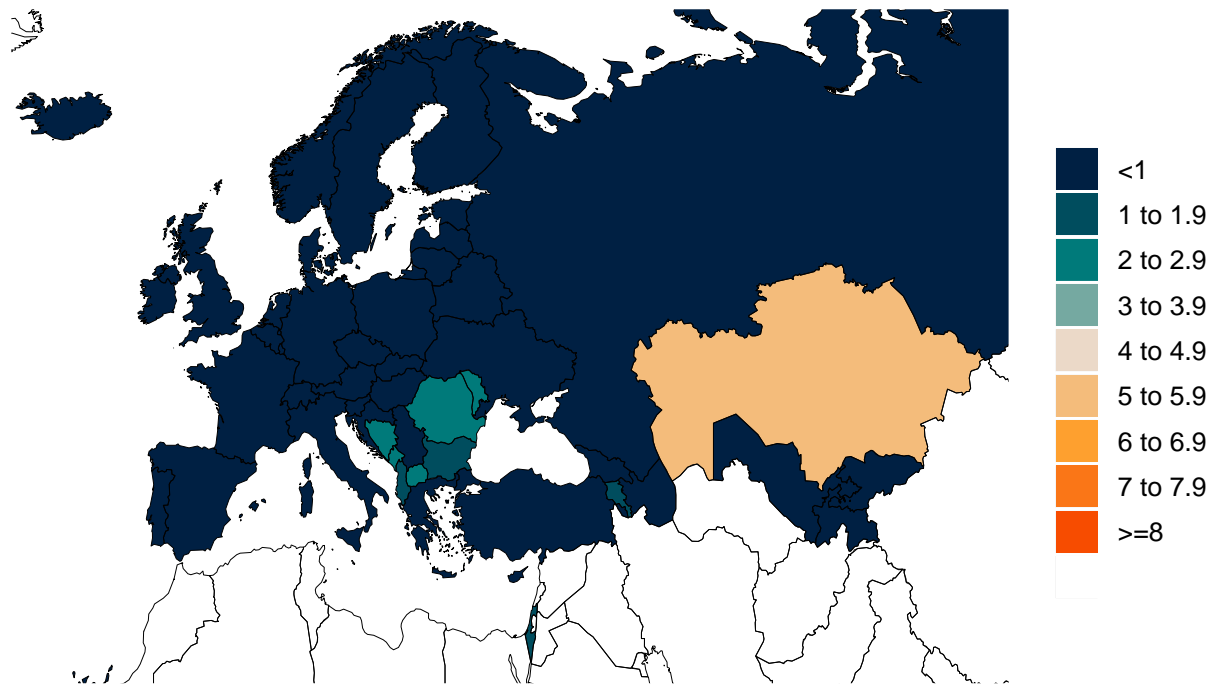 <1
1 to 1.9
2 to 2.9
3 to 3.9
4 to 4.9
5 to 5.9
6 to 6.9
7 to 7.9
>=8